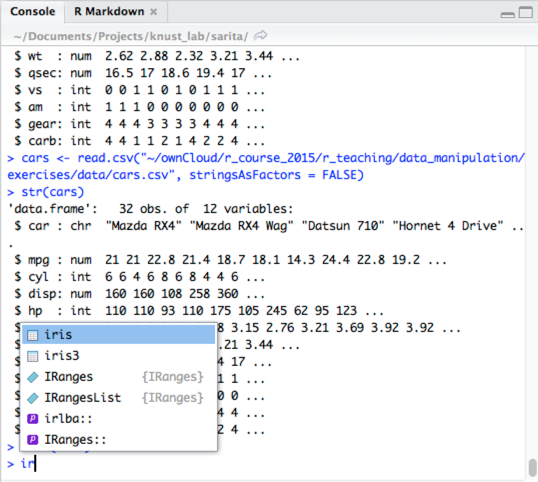 Console R Markdown ×
~/Documents/Projects/knust_lab/sarita/
$ wt : num 2.62 2.88 2.32 3.21 3.44 ...
$ qsec: num 16.5 17 18.6 19.4 17 ...
$ vs : int 0 0 1 1 0 1 0 1 1 1 ...
$ am : int 1 1 1 0 0 0 0 0 0 0 ...
$ gear: int 4 4 4 3 3 3 3 4 4 4 ...
$ carb: int 4 4 1 1 2 1 4 2 2 4 ...
> cars <- read.csv("~/ownCloud/r_course_2015/r_teaching/data_manipulation/
exercises/data/cars.csv", stringsAsFactors = FALSE)
> str(cars)
'data.frame': 32 obs. of 12 variables:
$ car : chr "Mazda RX4" "Mazda RX4 Wag" "Datsun 710" "Hornet 4 Drive" ..
.
$ mpg : num 21 21 22.8 21.4 18.7 18.1 14.3 24.4 22.8 19.2 ...
$ cyl : int 6 6 4 6 8 6 8 4 4 6 ...
$ disp: num 160 160 108 258 360 ...
$ hp : int 110 110 93 110 175 105 245 62 95 123 ...
$ 8 3.15 2.76 3.21 3.69 3.92 3.92 ...
iris
$ .21 3.44 ...
iris3
$ 4 17 ...
IRanges {IRanges}
$ 1 1 ...
IRangesList {IRanges}
$ 0 0 ...
irlba::
$ 4 4 ...
IRanges::
$ 2 4 ...
>
> ir